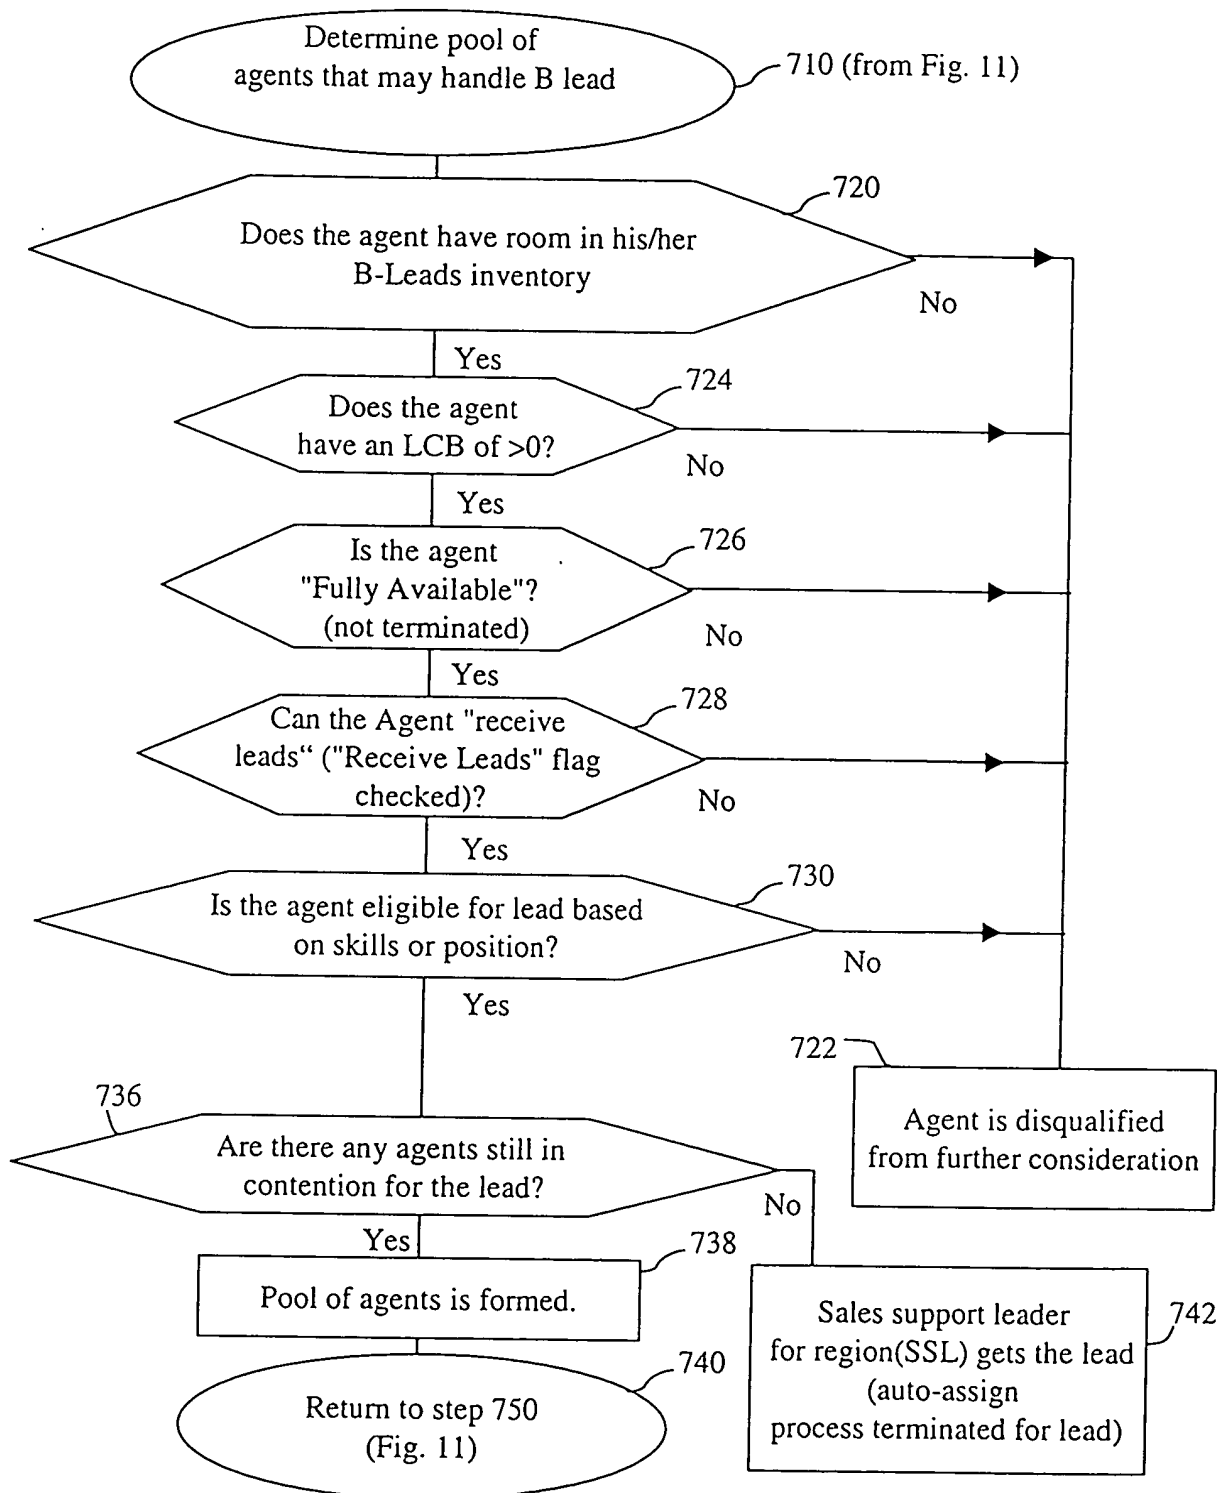 Determine pool of
agents that may handle B lead
710 (from Fig. 11)
720
Does the agent have room in his/her
B-Leads inventory
No
Yes
724
Does the agent
have an LCB of >0?
No
Yes
726
Is the agent
"Fully Available"?
(not terminated)
No
Yes
728
Can the Agent "receive
leads“ ("Receive Leads" flag
checked)?
No
Yes
730
Is the agent eligible for lead based
on skills or position?
No
Yes
722
Agent is disqualified
from further consideration
736
Are there any agents still in
contention for the lead?
No
Yes
738
Pool of agents is formed.
742
Sales support leader
for region(SSL) gets the lead
(auto-assign
process terminated for lead)
740
Return to step 750
(Fig. 11)